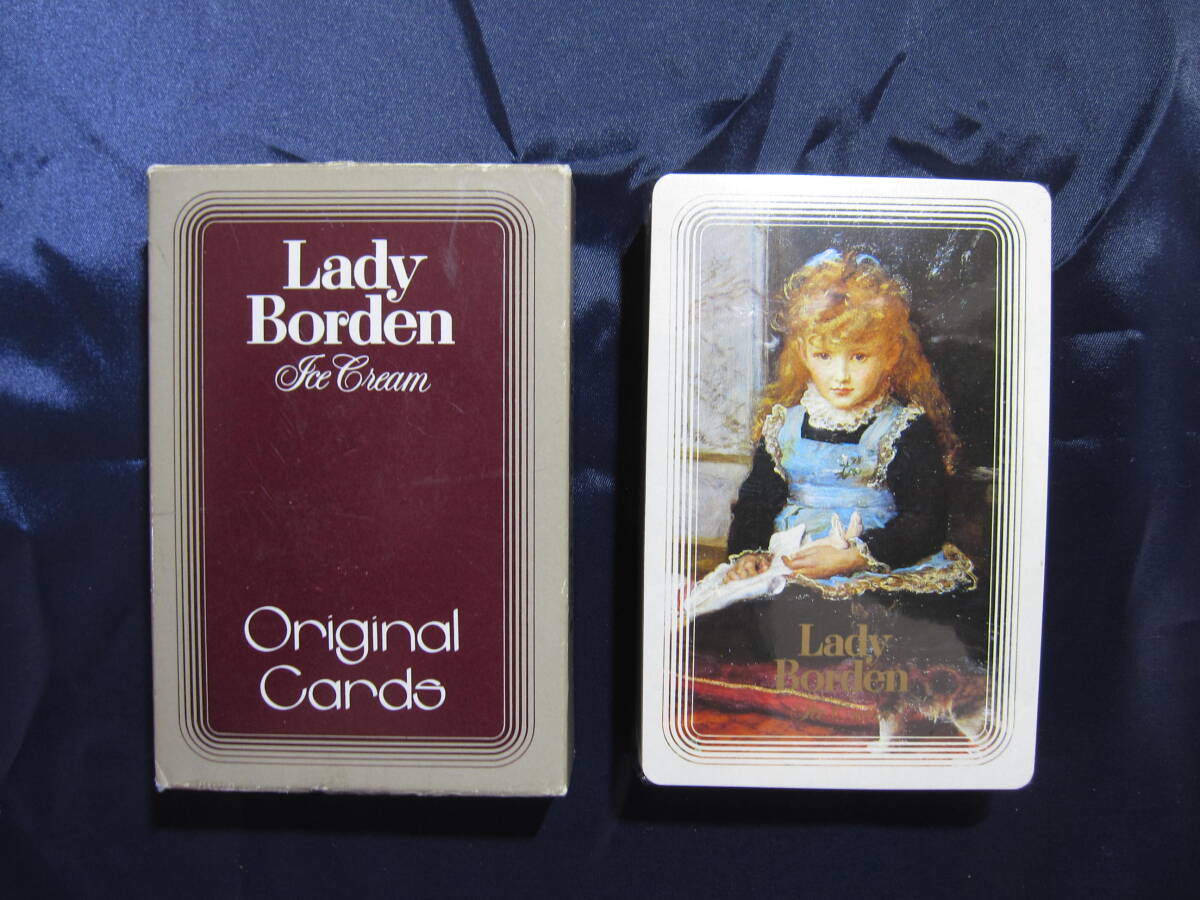 Lady
Borden
Ice Cream
Original
Cards
Lady
Borden